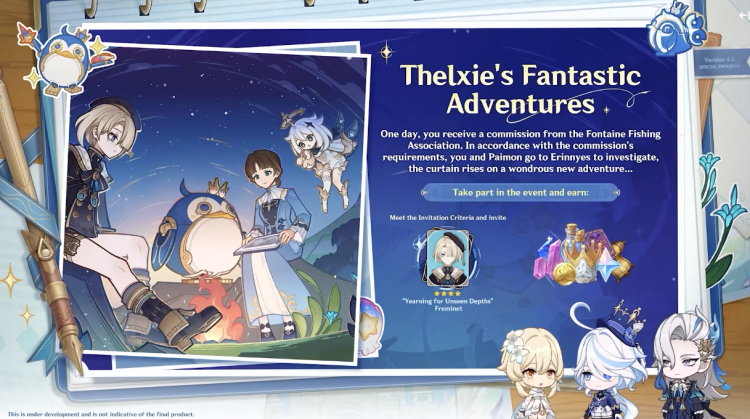 Version 4.2
SPECIAL PROGRAM
Thelxie's Fantastic
Adventures
One day, you receive a commission from the Fontaine Fishing
Association. In accordance with the commission's
requirements, you and Paimon go to Erinnyes to investigate,
the curtain rises on a wondrous new adventure...
Take part in the event and earn:
Meet the Invitation Criteria and Invite
"Yearning for Unseen Depths"
Freminet
This is under development and is not indicative of the final product.